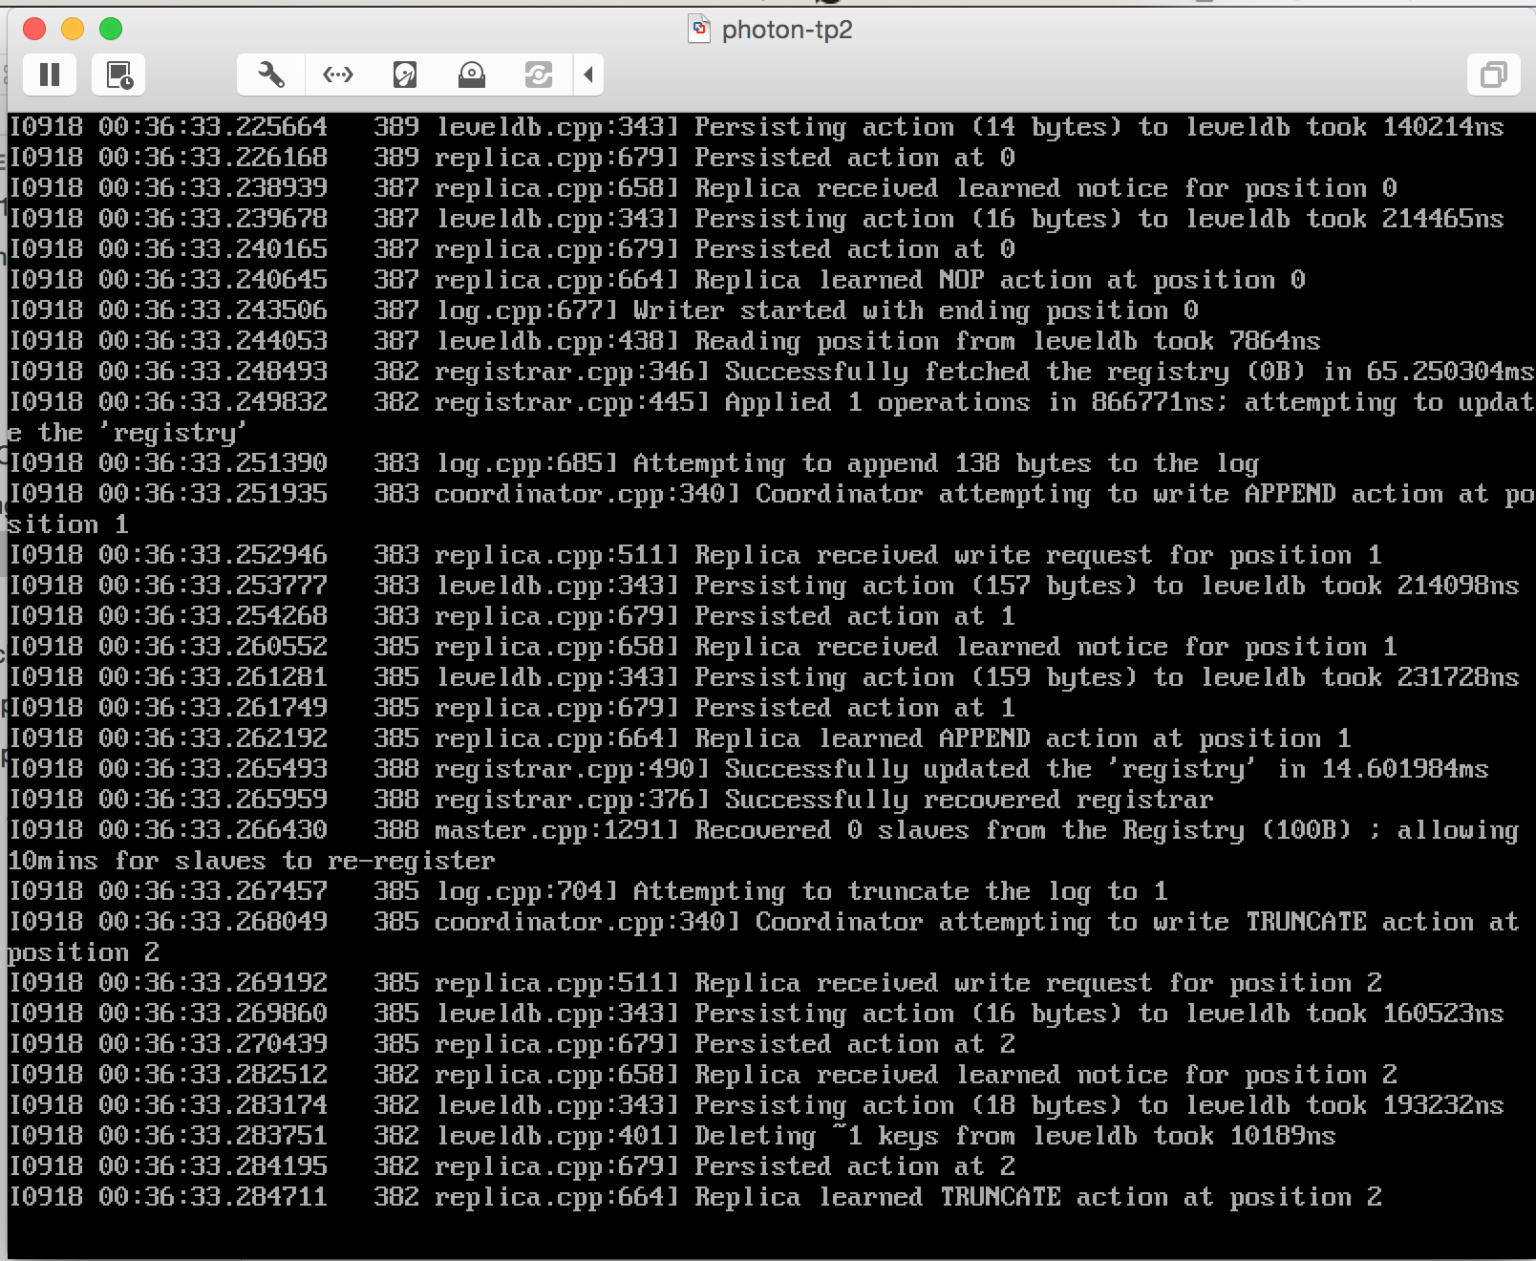 photon-tp2
I0918 00:36:33.225664   389 leveldb.cpp:343] Persisting action (14 bytes) to leveldb took 140214ns
I0918 00:36:33.226168   389 replica.cpp:679] Persisted action at 0
I0918 00:36:33.238939   387 replica.cpp:658] Replica received learned notice for position 0
I0918 00:36:33.239678   387 leveldb.cpp:343] Persisting action (16 bytes) to leveldb took 214465ns
I0918 00:36:33.240165   387 replica.cpp:679] Persisted action at 0
I0918 00:36:33.240645   387 replica.cpp:664] Replica learned NOP action at position 0
I0918 00:36:33.243506   387 log.cpp:677] Writer started with ending position 0
I0918 00:36:33.244053   387 leveldb.cpp:438] Reading position from leveldb took 7864ns
I0918 00:36:33.248493   382 registrar.cpp:346] Successfully fetched the registry (0B) in 65.250304ms
I0918 00:36:33.249832   382 registrar.cpp:445] Applied 1 operations in 866771ns; attempting to updat
e the 'registry'
I0918 00:36:33.251390   383 log.cpp:685] Attempting to append 138 bytes to the log
I0918 00:36:33.251935   383 coordinator.cpp:340] Coordinator attempting to write APPEND action at po
sition 1
I0918 00:36:33.252946   383 replica.cpp:511] Replica received write request for position 1
I0918 00:36:33.253777   383 leveldb.cpp:343] Persisting action (157 bytes) to leveldb took 214098ns
I0918 00:36:33.254268   383 replica.cpp:679] Persisted action at 1
I0918 00:36:33.260552   385 replica.cpp:658] Replica received learned notice for position 1
I0918 00:36:33.261281   385 leveldb.cpp:343] Persisting action (159 bytes) to leveldb took 231728ns
I0918 00:36:33.261749   385 replica.cpp:679] Persisted action at 1
I0918 00:36:33.262192   385 replica.cpp:664] Replica learned APPEND action at position 1
I0918 00:36:33.265493   388 registrar.cpp:490] Successfully updated the 'registry' in 14.601984ms
I0918 00:36:33.265959   388 registrar.cpp:376] Successfully recovered registrar
I0918 00:36:33.266430   388 master.cpp:1291] Recovered 0 slaves from the Registry (100B) ; allowing
10mins for slaves to re-register
I0918 00:36:33.267457   385 log.cpp:704] Attempting to truncate the log to 1
I0918 00:36:33.268049   385 coordinator.cpp:340] Coordinator attempting to write TRUNCATE action at
position 2
I0918 00:36:33.269192   385 replica.cpp:511] Replica received write request for position 2
I0918 00:36:33.269860   385 leveldb.cpp:343] Persisting action (16 bytes) to leveldb took 160523ns
I0918 00:36:33.270439   385 replica.cpp:679] Persisted action at 2
I0918 00:36:33.282512   382 replica.cpp:658] Replica received learned notice for position 2
I0918 00:36:33.283174   382 leveldb.cpp:343] Persisting action (18 bytes) to leveldb took 193232ns
I0918 00:36:33.283751   382 leveldb.cpp:401] Deleting ~1 keys from leveldb took 10189ns
I0918 00:36:33.284195   382 replica.cpp:679] Persisted action at 2
I0918 00:36:33.284711   382 replica.cpp:664] Replica learned TRUNCATE action at position 2